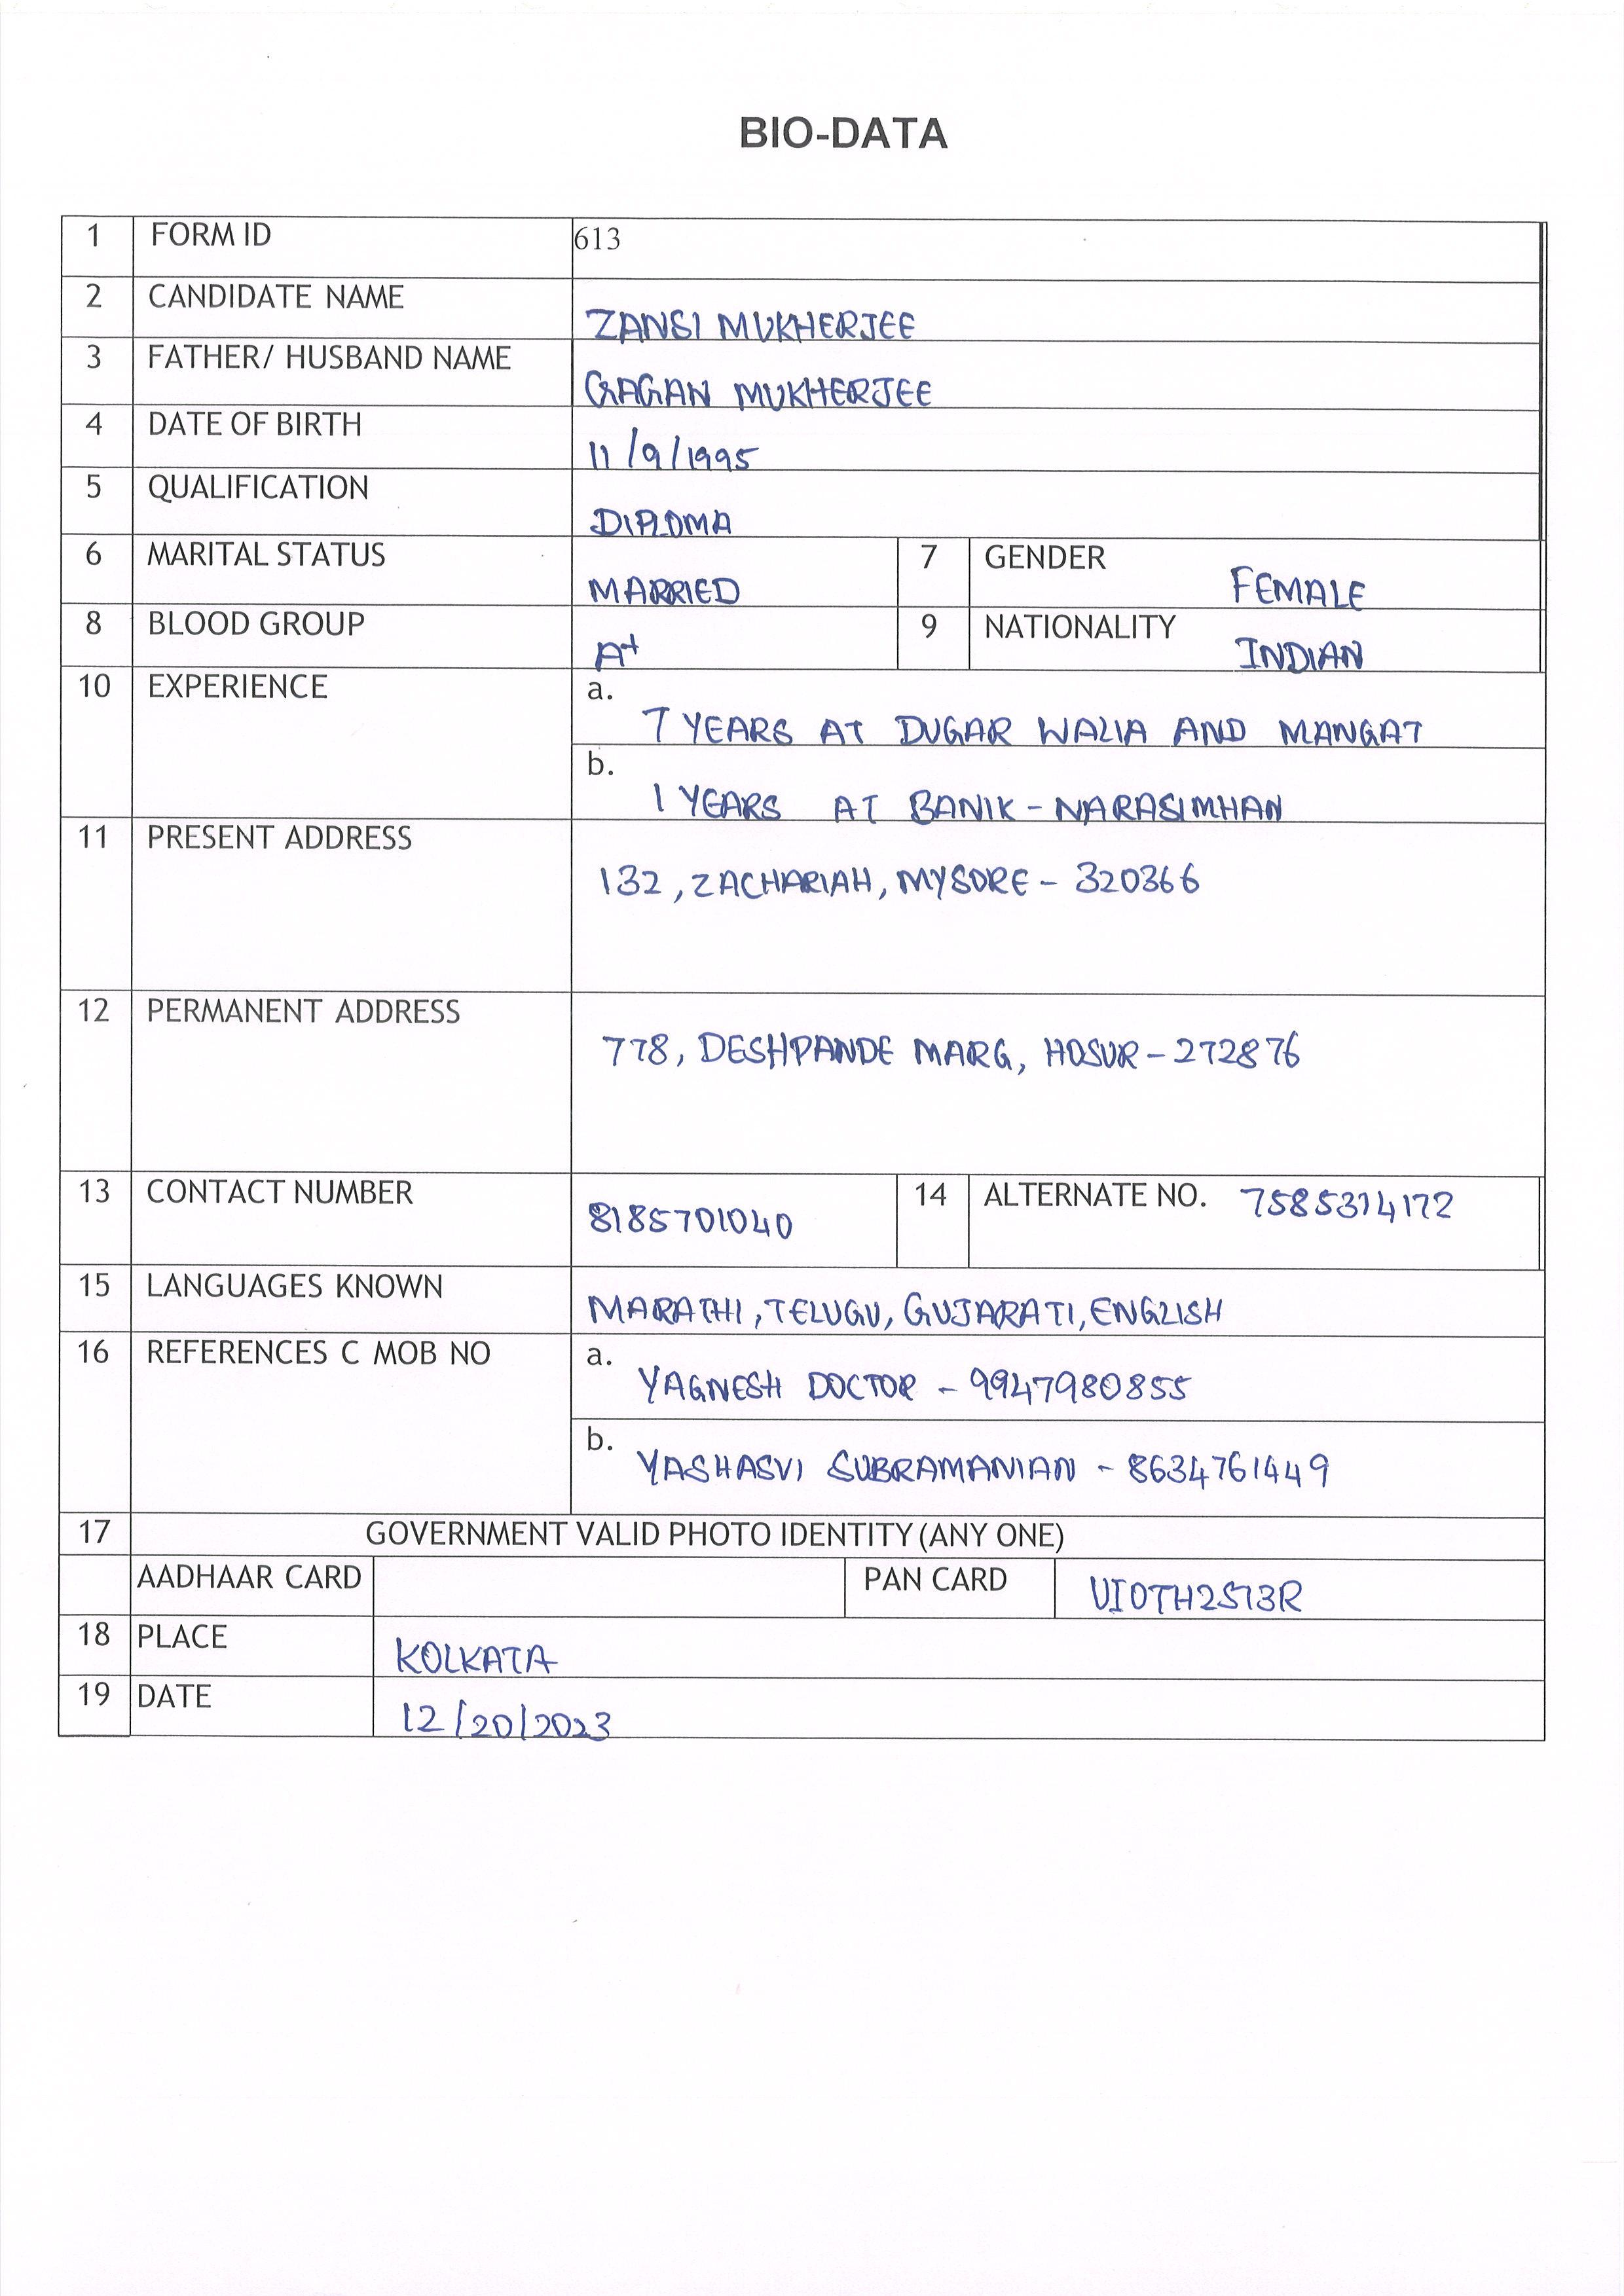 BIO-DATA
1 FORM ID 613
2 CANDIDATE NAME ZANSI MUKHERJEE
3 FATHER/ HUSBAND NAME GAGAN MUKHERJEE
4 DATE OF BIRTH 11/9/1995
5 QUALIFICATION DIPLOMA
6 MARITAL STATUS MARRIED 7 GENDER FEMALE
8 BLOOD GROUP A+ 9 NATIONALITY INDIAN
10 EXPERIENCE a. 7 YEARS AT DUGAR WALIA AND MANGAT
b. 1 YEARS AT BANIK - NARASIMHAN
11 PRESENT ADDRESS 132, ZACHARIAH, MYSORE - 320366
12 PERMANENT ADDRESS 778, DESHPANDE MARG, HOSUR - 272876
13 CONTACT NUMBER 8185701040 14 ALTERNATE NO. 7585314172
15 LANGUAGES KNOWN MARATHI, TELUGU, GUJARATI, ENGLISH
16 REFERENCES C MOB NO a. YAGNESH DOCTOR - 9947980855
b. YASHASVI SUBRAMANIAN - 8634761449
17 GOVERNMENT VALID PHOTO IDENTITY (ANY ONE)
AADHAAR CARD PAN CARD UIOTH2513R
18 PLACE KOLKATA
19 DATE 12/20/2023